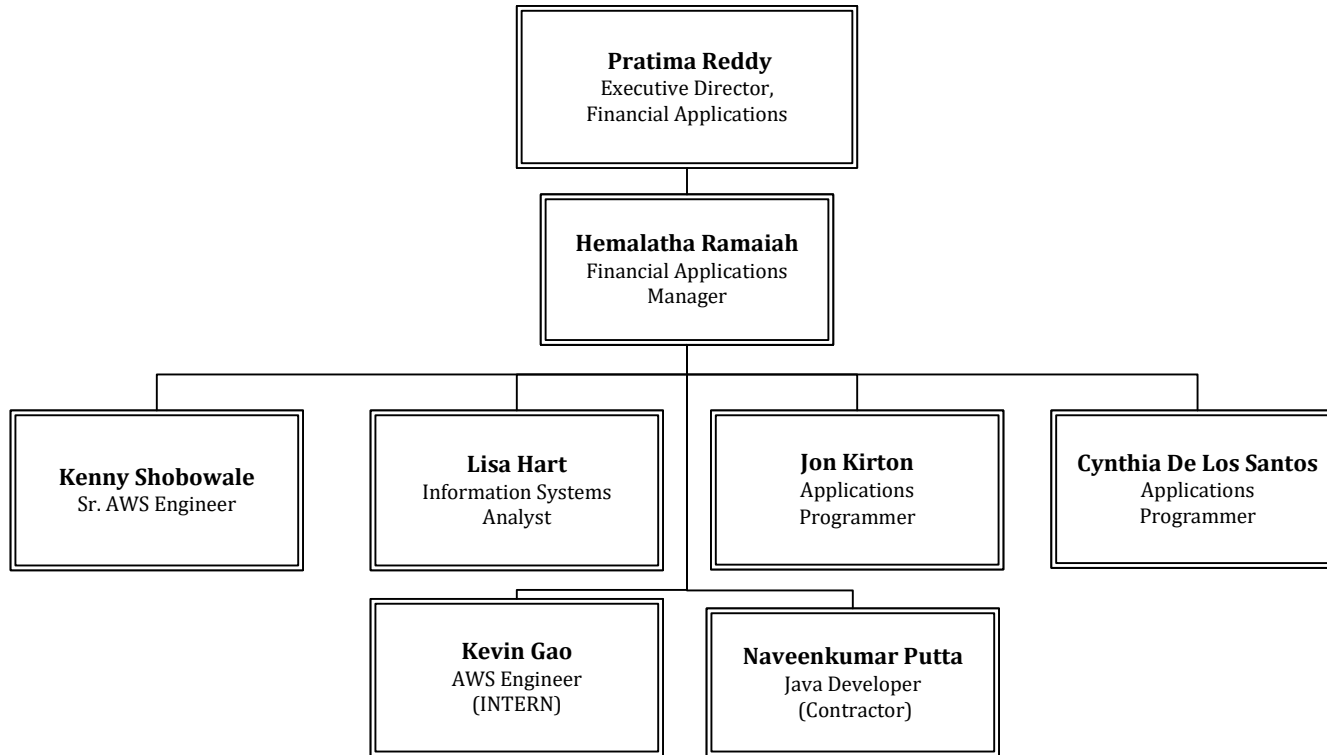 Pratima Reddy
Executive Director,
Financial Applications
Hemalatha Ramaiah
Financial Applications
Manager
Kenny Shobowale
Sr. AWS Engineer
Lisa Hart
Information Systems
Analyst
Jon Kirton
Applications
Programmer
Cynthia De Los Santos
Applications
Programmer
Kevin Gao
AWS Engineer
(INTERN)
Naveenkumar Putta
Java Developer
(Contractor)